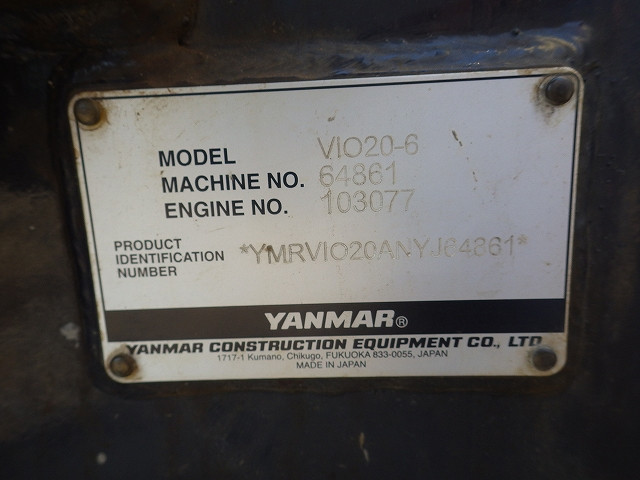 MODEL VIO20-6
MACHINE NO. 64861
ENGINE NO. 103077
PRODUCT
IDENTIFICATION
NUMBER
*YMRVIO20ANYJ64861*
YANMAR®
YANMAR CONSTRUCTION EQUIPMENT CO., LTD
1717-1 Kumano, Chikugo, FUKUOKA 833-0055, JAPAN
MADE IN JAPAN